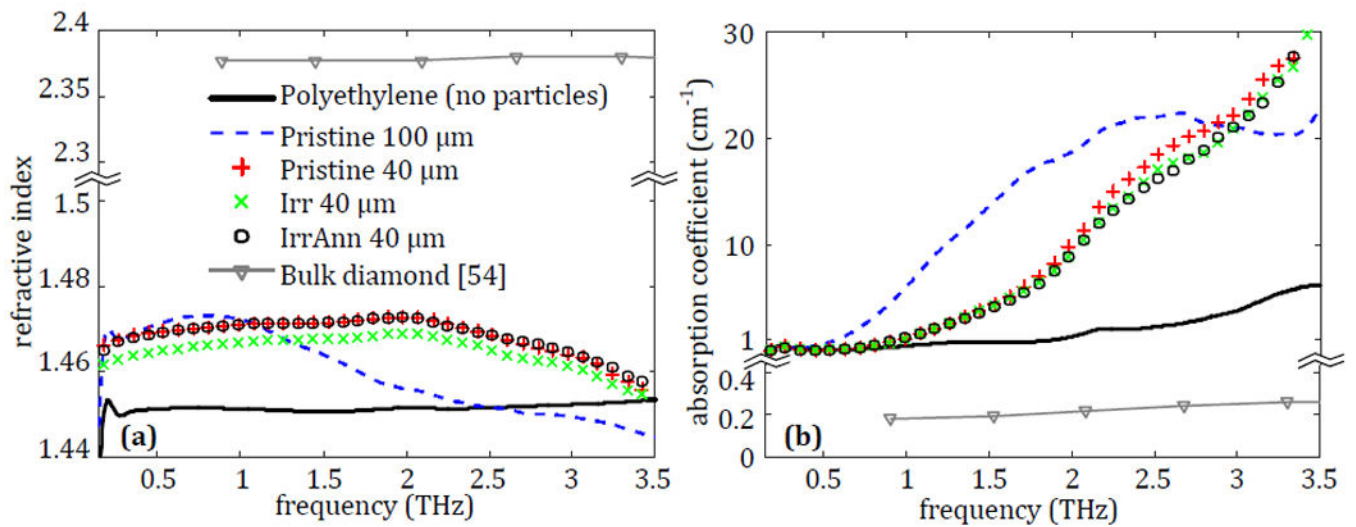 2.4
2.35
2.3
1.5
1.48
1.46
1.44
refractive index
Polyethylene (no particles)
Pristine 100 μm
Pristine 40 μm
Irr 40 μm
IrrAnn 40 μm
Bulk diamond [54]
(a)
0.5 1 1.5 2 2.5 3 3.5
frequency (THz)
30
20
10
1
0.4
0.2
0
absorption coefficient (cm⁻¹)
(b)
0.5 1 1.5 2 2.5 3 3.5
frequency (THz)